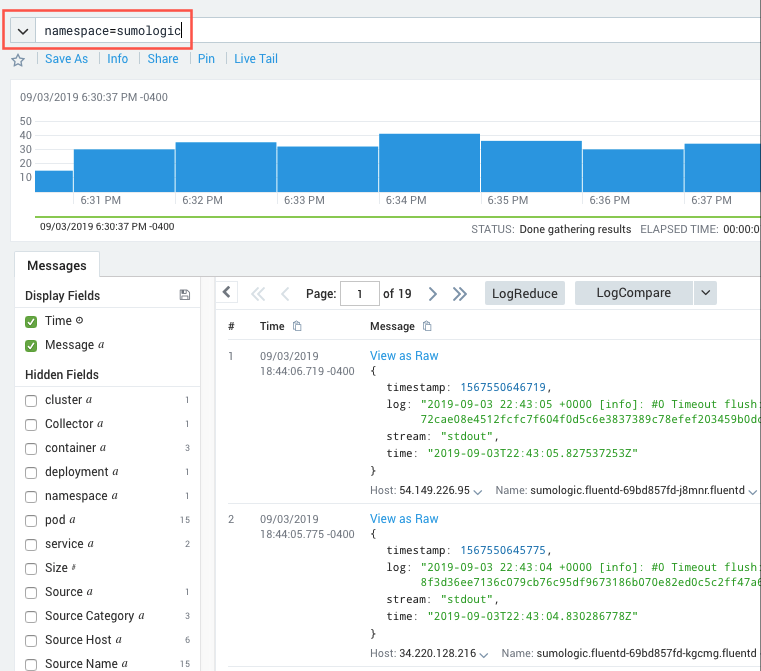 namespace=sumologic
Save As Info Share Pin Live Tail
09/03/2019 6:30:37 PM -0400
50
40
30
20
10
6:31 PM 6:32 PM 6:33 PM 6:34 PM 6:35 PM 6:36 PM 6:37 PM
09/03/2019 6:30:37 PM -0400
STATUS: Done gathering results ELAPSED TIME: 00:00:0
Messages
Display Fields
Time
Message a
Hidden Fields
cluster a 1
Collector a 1
container a 3
deployment a 1
namespace a 1
pod a 15
service a 2
Size #
Source a 1
Source Category a 3
Source Host a 6
Source Name a 15
Page: 1 of 19 LogReduce LogCompare
# Time Message
1 09/03/2019 18:44:06.719 -0400 View as Raw
{
timestamp: 1567550646719,
log: "2019-09-03 22:43:05 +0000 [info]: #0 Timeout flush:
72cae08e4512fcfc7f604f0d5c6e3837389c78efef203459b0dc
stream: "stdout",
time: "2019-09-03T22:43:05.827537253Z"
}
Host: 54.149.226.95 Name: sumologic.fluentd-69bd857fd-j8mnr.fluentd
2 09/03/2019 18:44:05.775 -0400 View as Raw
{
timestamp: 1567550645775,
log: "2019-09-03 22:43:04 +0000 [info]: #0 Timeout flush:
8f3d36ee7136c079cb76c95df9673186b070e82ed0c5c2ff47a6
stream: "stdout",
time: "2019-09-03T22:43:04.830286778Z"
}
Host: 34.220.128.216 Name: sumologic.fluentd-69bd857fd-kgcmg.fluentd